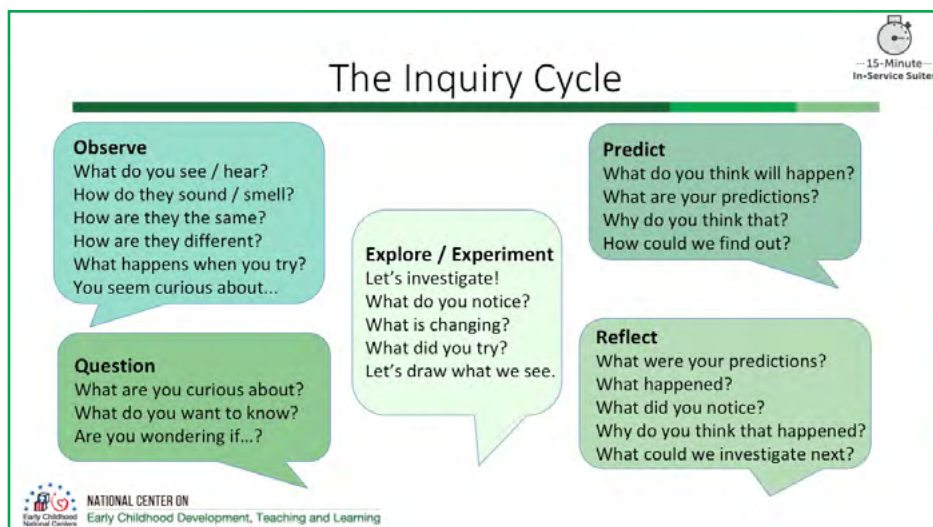 15-Minute
In-Service Suites
The Inquiry Cycle
Observe
What do you see / hear?
How do they sound / smell?
How are they the same?
How are they different?
What happens when you try?
You seem curious about...
Question
What are you curious about?
What do you want to know?
Are you wondering if...?
Explore / Experiment
Let's investigate!
What do you notice?
What is changing?
What did you try?
Let's draw what we see.
Predict
What do you think will happen?
What are your predictions?
Why do you think that?
How could we find out?
Reflect
What were your predictions?
What happened?
What did you notice?
Why do you think that happened?
What could we investigate next?
Early Childhood
National Centers
NATIONAL CENTER ON
Early Childhood Development, Teaching and Learning